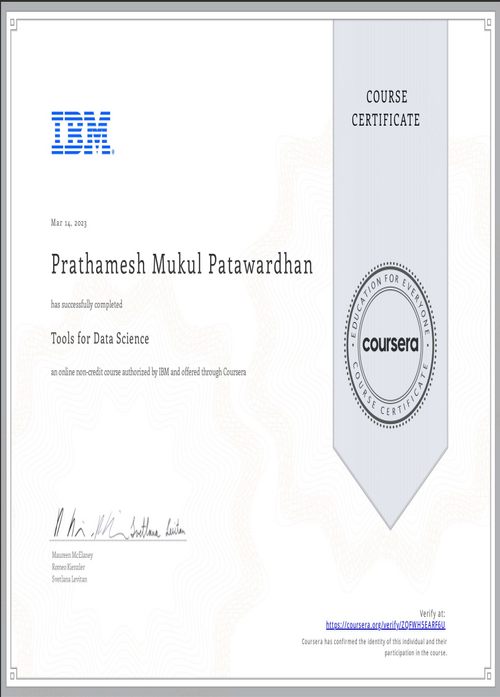 COURSE
CERTIFICATE
IBM
Mar 14, 2023
Prathamesh Mukul Patawardhan
has successfully completed
Tools for Data Science
an online non-credit course authorized by IBM and offered through Coursera
EDUCATION FOR EVERYONE
coursera
COURSE CERTIFICATE
Svetlana Levitan
Maureen McElaney
Romeo Kienzler
Svetlana Levitan
Verify at:
https://coursera.org/verify/ZQFWH5EARF6U
Coursera has confirmed the identity of this individual and their
participation in the course.